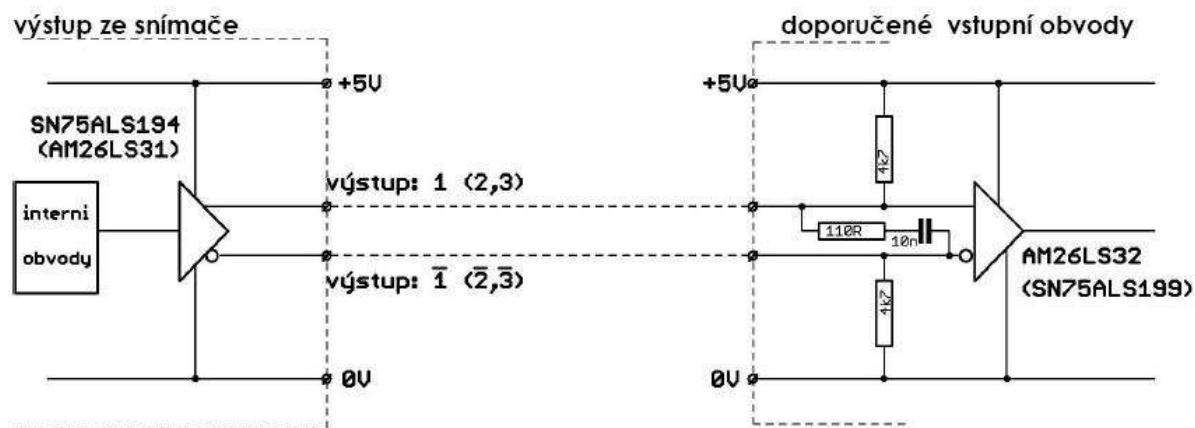 výstup ze snímače
doporučené vstupní obvody
+5V
+5V
SN75ALS194
(AM26LS31)
4k7
výstup: 1 (2,3)
interni
obvody
110R
10n
výstup: 1̅ (2̅,3̅)
AM26LS32
(SN75ALS199)
4k7
0V
0V